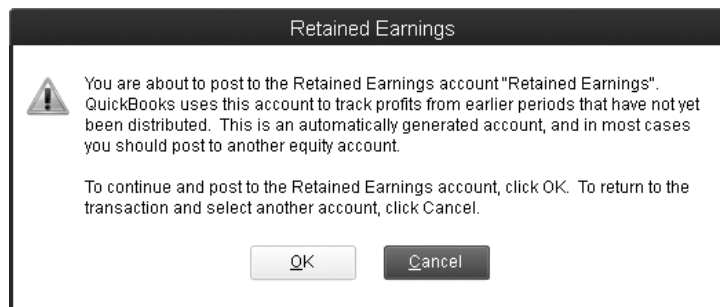 Retained Earnings
You are about to post to the Retained Earnings account "Retained Earnings".
QuickBooks uses this account to track profits from earlier periods that have not yet
been distributed. This is an automatically generated account, and in most cases
you should post to another equity account.
To continue and post to the Retained Earnings account, click OK. To return to the
transaction and select another account, click Cancel.
OK
Cancel